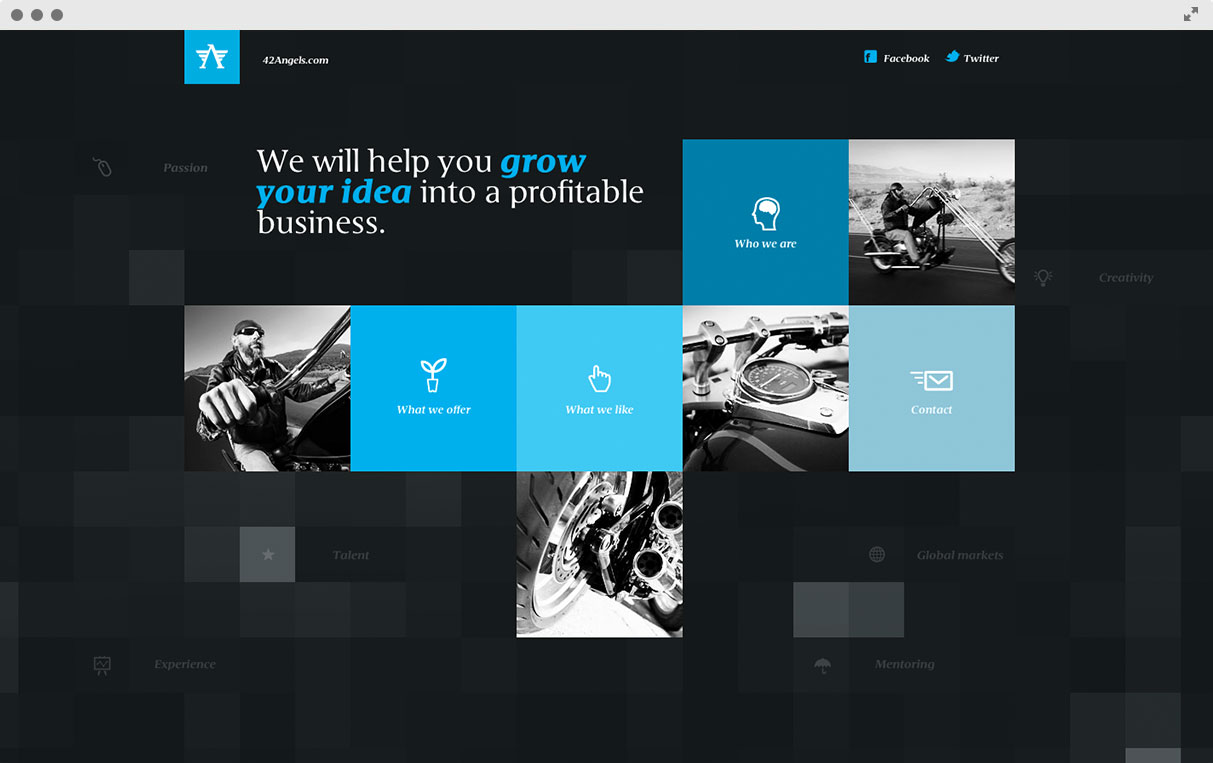 42Angels.com
Facebook
Twitter
Passion
We will help you grow
your idea into a profitable
business.
Who we are
Creativity
What we offer
What we like
Contact
Talent
Global markets
Experience
Mentoring